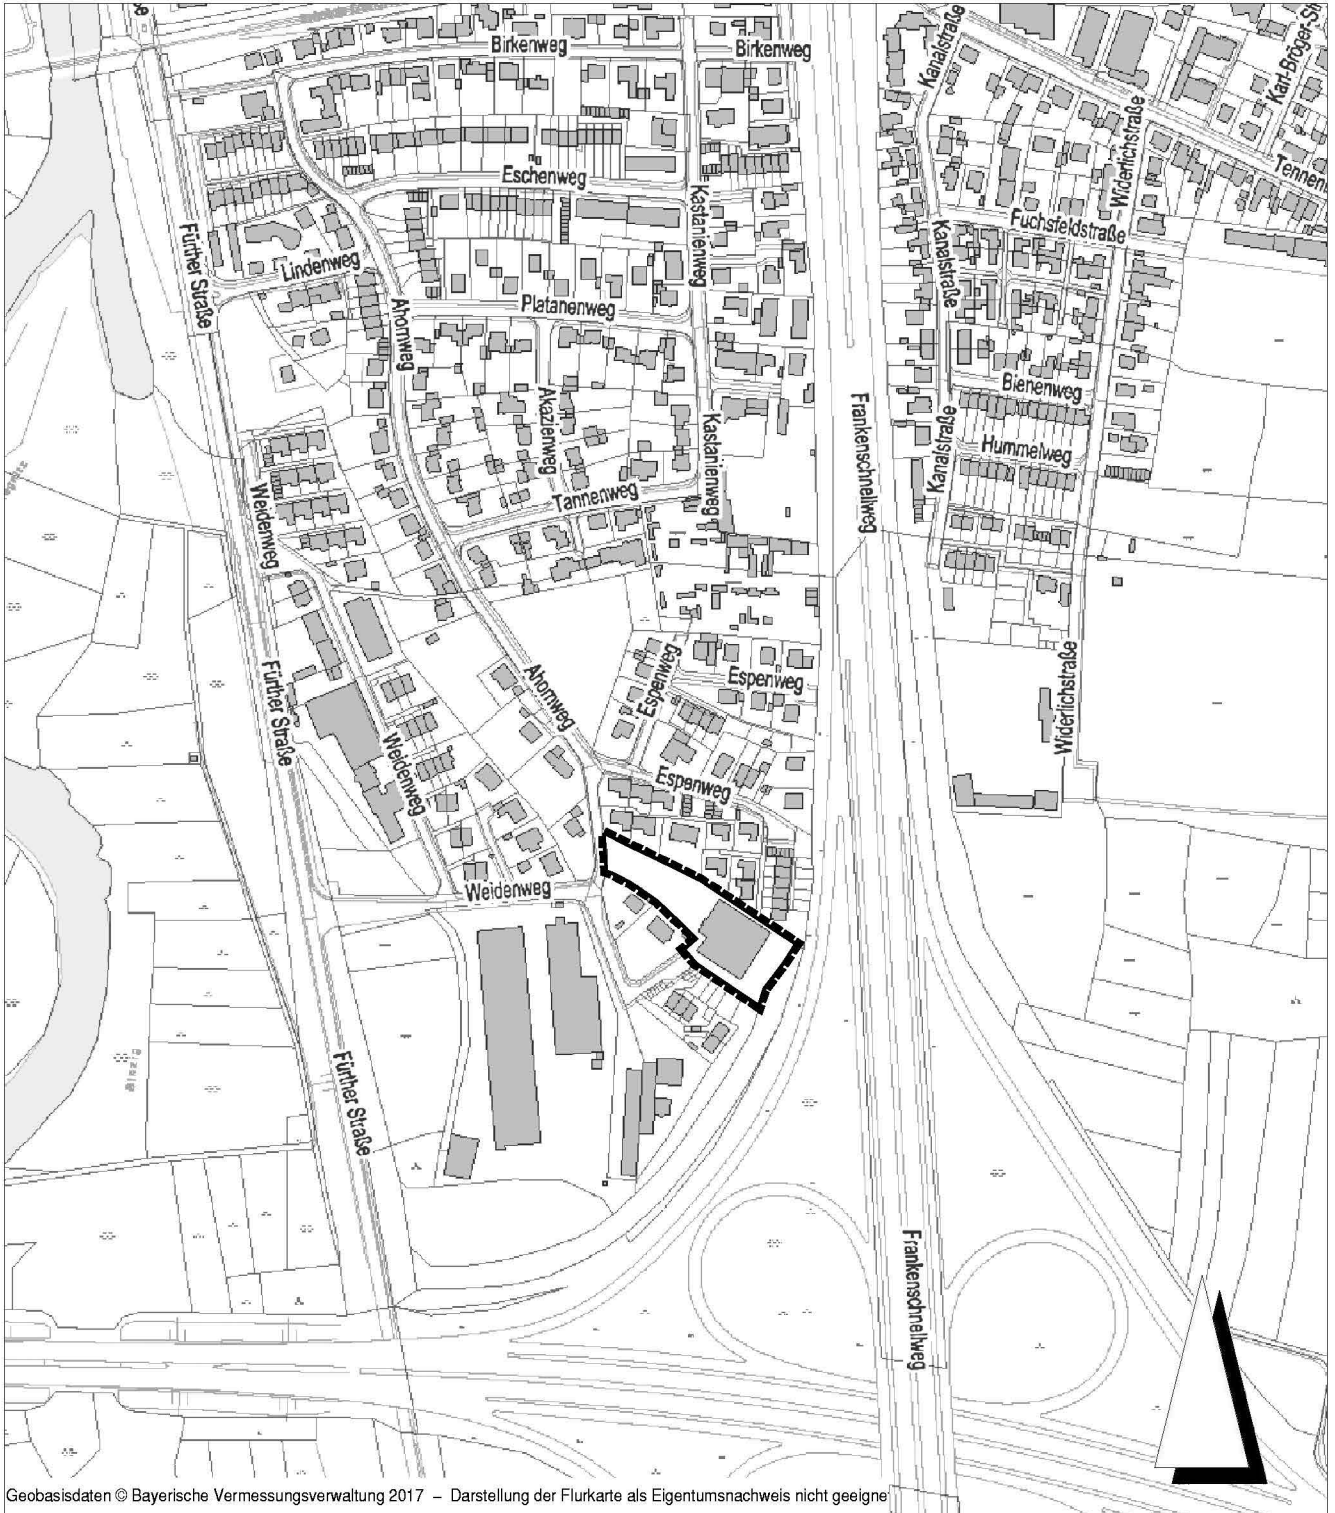 Birkenweg
Birkenweg
Kanalstraße
Karl-Bröger-Str
Widerlichstraße
Tennenl
Eschenweg
Kastanienweg
Fuchsfeldstraße
Fürther Straße
Lindenweg
Kanalstraße
Platanenweg
Ahornweg
Bienenweg
Akazienweg
Frankenschnellweg
Kastanienweg
Kanalstraße
Hummelweg
Tannenweg
Weidenweg
Espenweg
Espenweg
Widerlichstraße
Fürther Straße
Ahornweg
Weidenweg
Espenweg
Weidenweg
Fürther Straße
Frankenschnellweg
Geobasisdaten © Bayerische Vermessungsverwaltung 2017 – Darstellung der Flurkarte als Eigentumsnachweis nicht geeigne